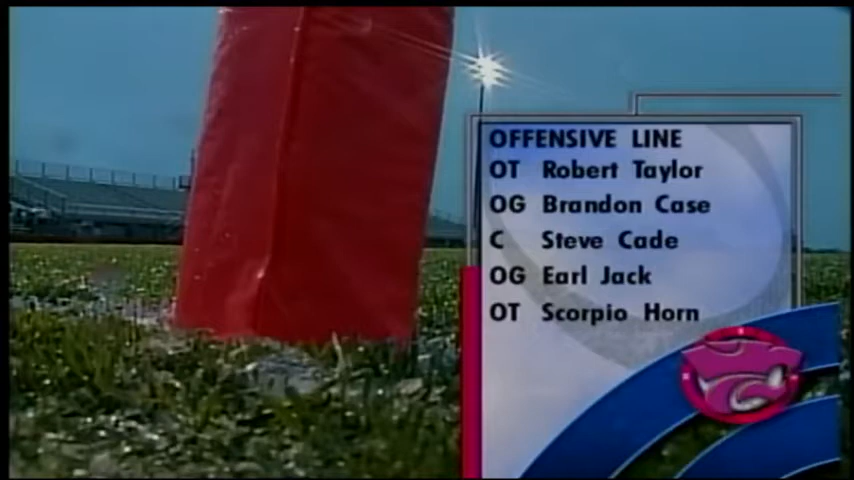 OFFENSIVE LINE
OT Robert Taylor
OG Brandon Case
C Steve Cade
OG Earl Jack
OT Scorpio Horn